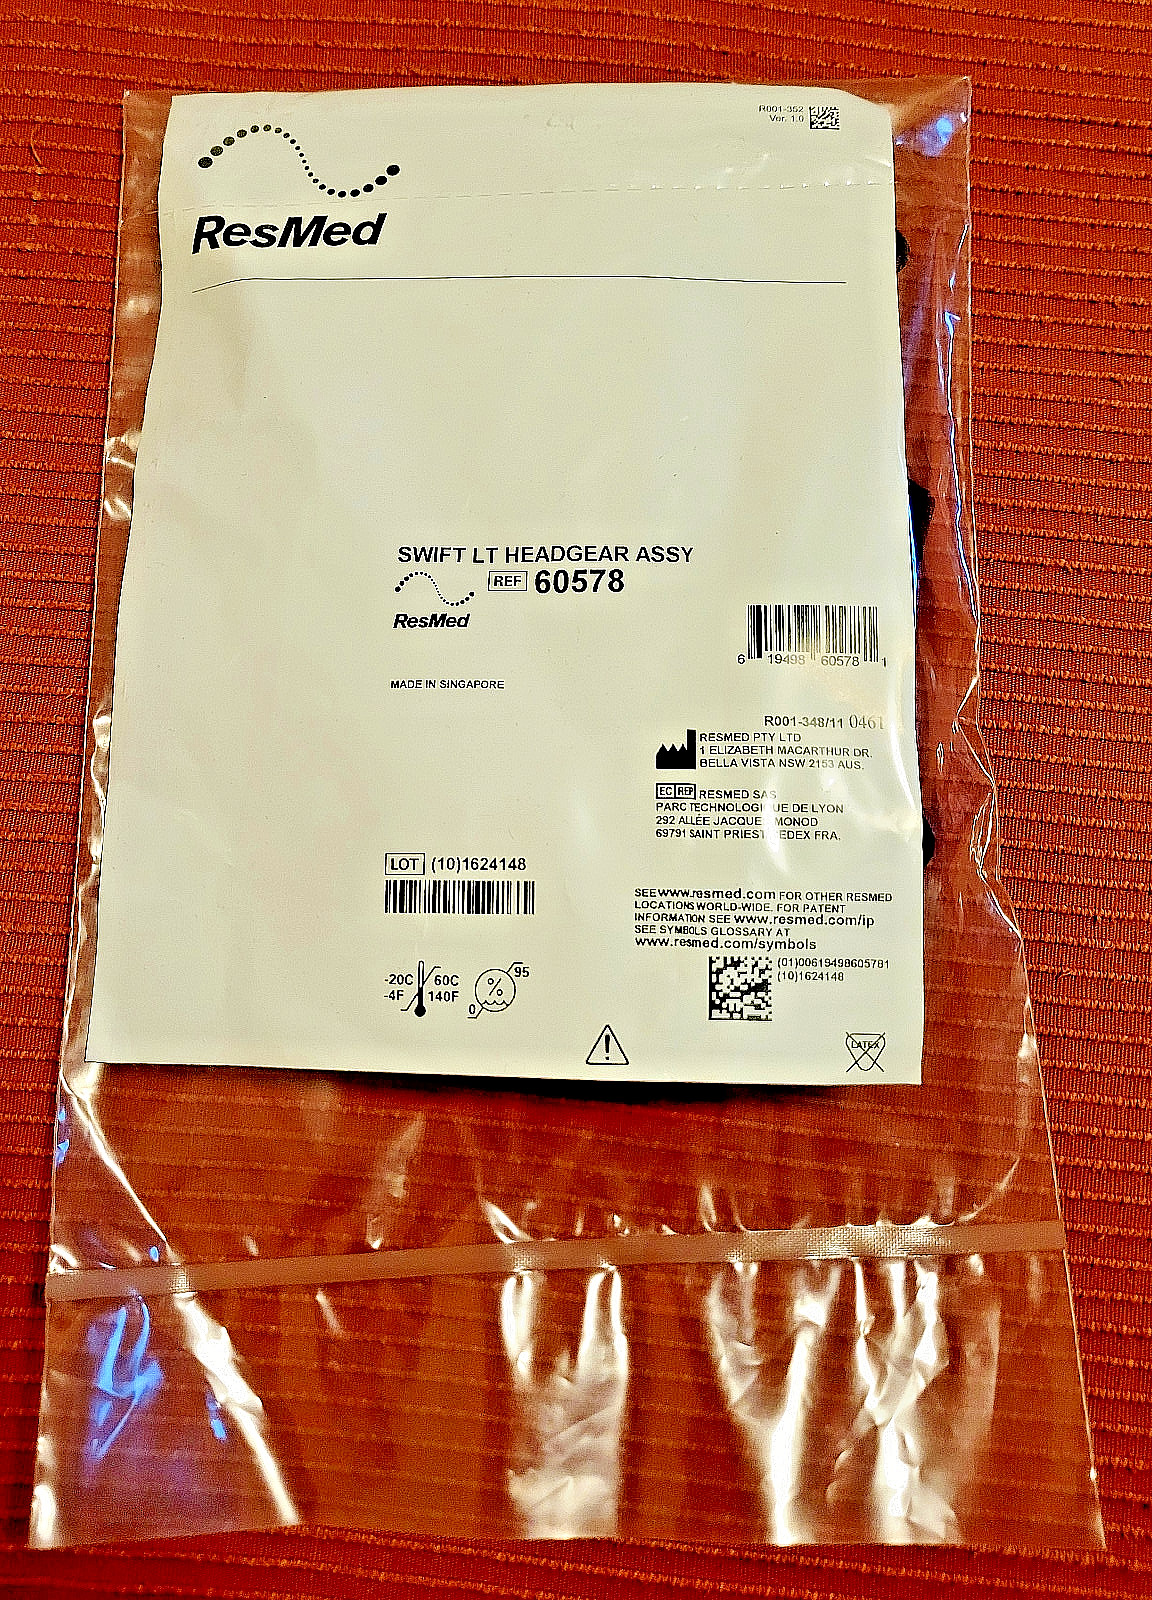 R001-352
Ver. 1.0
ResMed
SWIFT LT HEADGEAR ASSY
REF 60578
ResMed
6 19498 60578 1
MADE IN SINGAPORE
R001-348/11 0461
RESMED PTY LTD
1 ELIZABETH MACARTHUR DR.
BELLA VISTA NSW 2153 AUS.
EC REP RESMED SAS
PARC TECHNOLOGIQUE DE LYON
292 ALLÉE JACQUE MONOD
69791 SAINT PRIEST EDEX FRA.
LOT (10)1624148
SEE www.resmed.com FOR OTHER RESMED
LOCATIONS WORLD-WIDE. FOR PATENT
INFORMATION SEE www.resmed.com/ip
SEE SYMBOLS GLOSSARY AT
www.resmed.com/symbols
(01)00619498605781
(10)1624148
-20C 60C
-4F 140F
% 95
0
LATEX